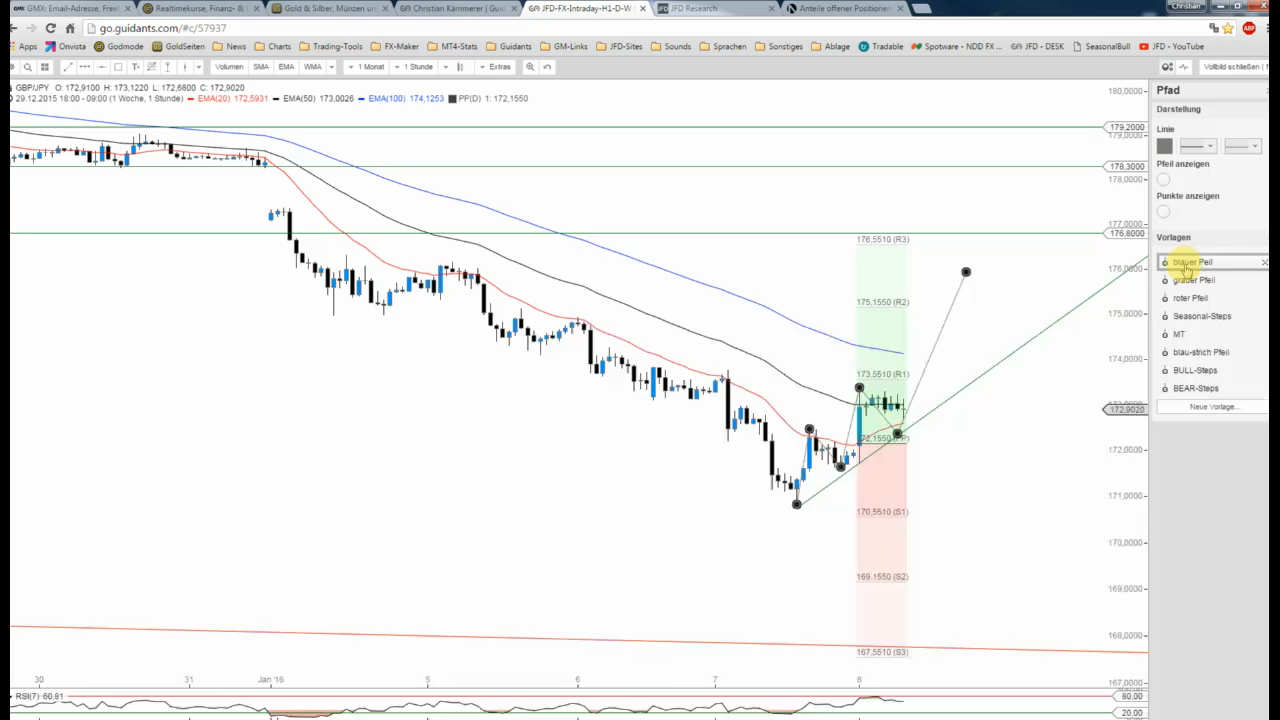 GMX: Email-Adresse, FreeM
Realtimekurse, Finanz- & B
Gold & Silber, Münzen und
Christian Kämmerer | Guid
JFD-FX-Intraday-H1-D-W
JFD Research
Anteile offener Positionen
Christian
go.guidants.com/#c/57937
Apps Onvista Godmode GoldSeiten News Charts Trading-Tools FX-Maker MT4-Stats Guidants GM-Links JFD-Sites Sounds Sprachen Sonstiges Ablage Tradable Spotware - NDD FX ... JFD - DESK SeasonalBull JFD - YouTube
Volumen SMA EMA WMA 1 Monat 1 Stunde Extras Vollbild schließen (
GBP/JPY O: 172,9100 H: 173,1220 L: 172,6800 C: 172,9020
29.12.2015 18:00 - 09:00 (1 Woche, 1 Stunde) EMA(20) 172,5931 EMA(50) 173,0026 EMA(100) 174,1253 PP(D) 1: 172,1550
180,0000
179,2000
179,0000
178,3000
178,0000
177,0000
176,8000
176,0000
175,0000
174,0000
172,9020
172,0000
171,0000
170,0000
169,0000
168,0000
167,0000
176,5510 (R3)
175,1550 (R2)
173,5510 (R1)
172,1550 (PP)
170,5510 (S1)
169,1550 (S2)
167,5510 (S3)
30 31 Jan '16 5 6 7 8
RSI(7) 60,81
80,00
20,00
Pfad
Darstellung
Linie
Pfeil anzeigen
Punkte anzeigen
Vorlagen
blauer Peil
grauer Pfeil
roter Pfeil
Seasonal-Steps
MT
blau-strich Pfeil
BULL-Steps
BEAR-Steps
Neue Vorlage...